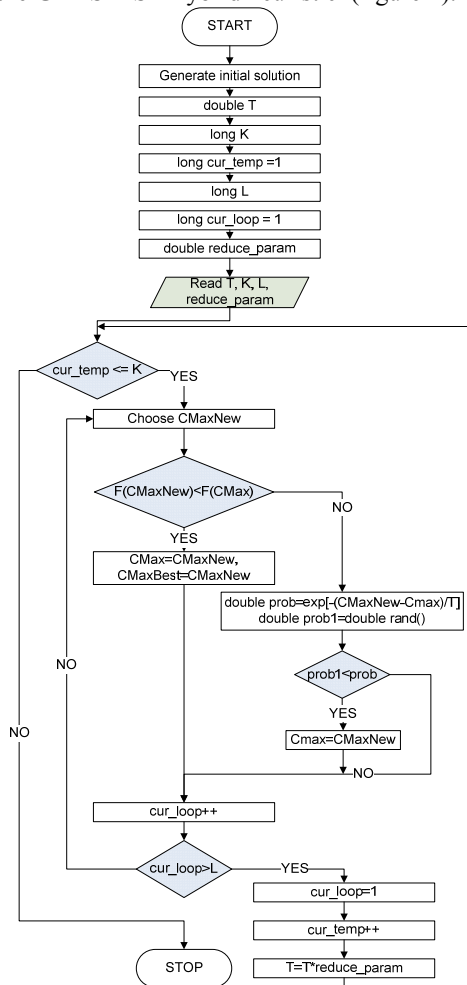 START
Generate initial solution
double T
long K
long cur_temp =1
long L
long cur_loop = 1
double reduce_param
Read T, K, L,
reduce_param
cur_temp <= K
YES
Choose CMaxNew
F(CMaxNew)<F(CMax)
NO
YES
CMax=CMaxNew,
CMaxBest=CMaxNew
double prob=exp[-(CMaxNew-Cmax)/T]
double prob1=double rand()
NO
prob1<prob
YES
NO
Cmax=CMaxNew
NO
cur_loop++
cur_loop>L
YES
cur_loop=1
cur_temp++
STOP
T=T*reduce_param